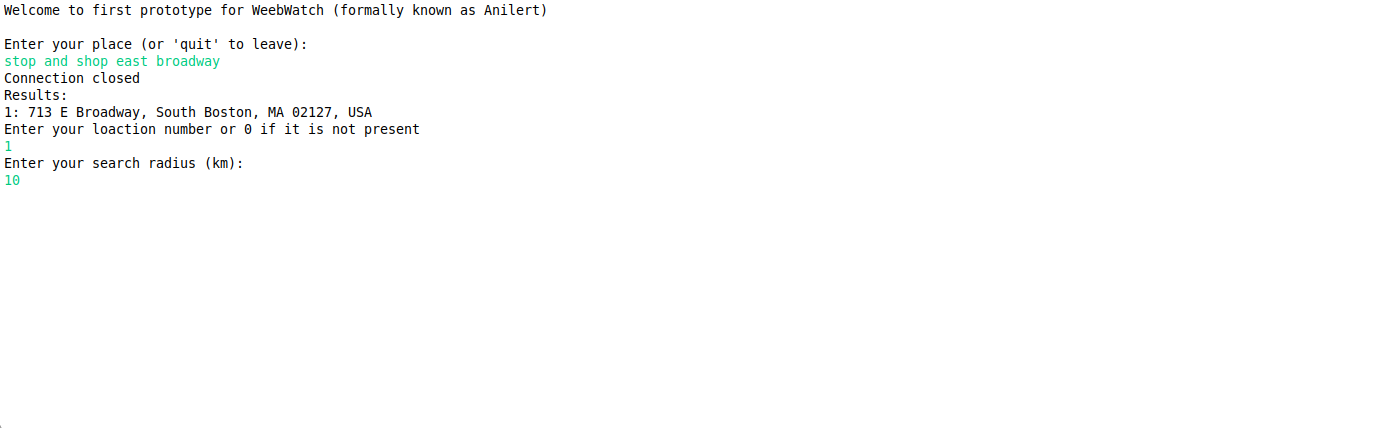 Welcome to first prototype for WeebWatch (formally known as Anilert)
Enter your place (or 'quit' to leave):
stop and shop east broadway
Connection closed
Results:
1: 713 E Broadway, South Boston, MA 02127, USA
Enter your loaction number or 0 if it is not present
1
Enter your search radius (km):
10